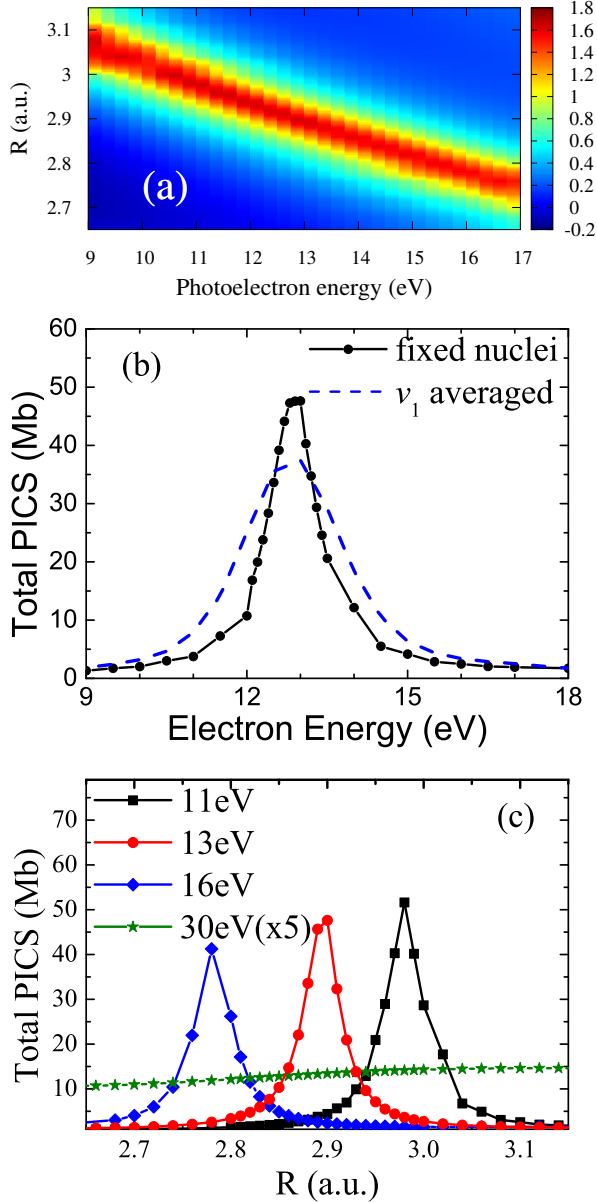 3.1
3
2.9
2.8
2.7
R (a.u.)
(a)
9 10 11 12 13 14 15 16 17
Photoelectron energy (eV)
1.8
1.6
1.4
1.2
1
0.8
0.6
0.4
0.2
0
-0.2
(b)
fixed nuclei
v1 averaged
60
50
40
30
20
10
0
Total PICS (Mb)
9 12 15 18
Electron Energy (eV)
(c)
11eV
13eV
16eV
30eV(x5)
70
60
50
40
30
20
10
Total PICS (Mb)
2.7 2.8 2.9 3.0 3.1
R (a.u.)